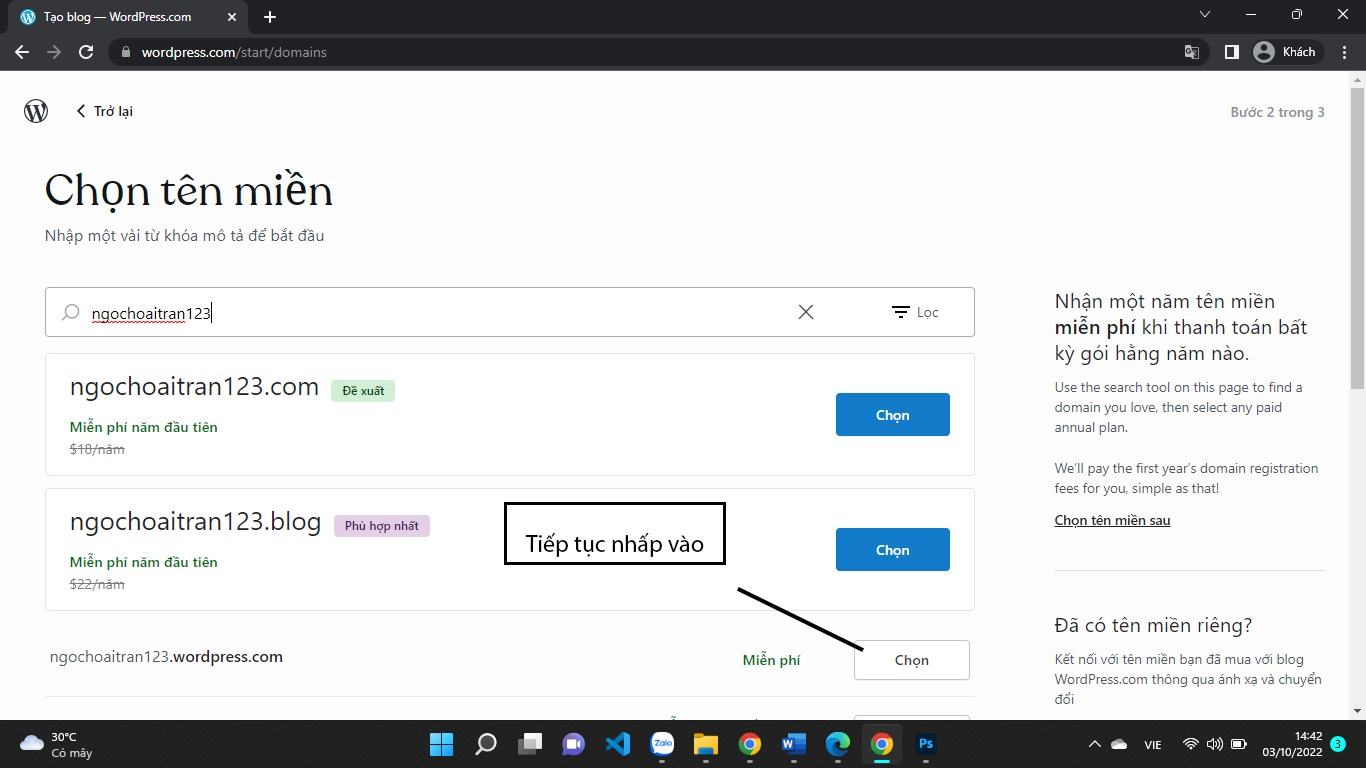 Tạo blog — WordPress.com
wordpress.com/start/domains
Khách
Trở lại
Bước 2 trong 3
Chọn tên miền
Nhập một vài từ khóa mô tả để bắt đầu
ngochoaitran123
Lọc
ngochoaitran123.com
Đề xuất
Miễn phí năm đầu tiên
$18/năm
Chọn
ngochoaitran123.blog
Phù hợp nhất
Miễn phí năm đầu tiên
$22/năm
Chọn
Tiếp tục nhấp vào
ngochoaitran123.wordpress.com
Miễn phí
Chọn
Nhận một năm tên miền
miễn phí khi thanh toán bất
kỳ gói hằng năm nào.
Use the search tool on this page to find a
domain you love, then select any paid
annual plan.
We'll pay the first year's domain registration
fees for you, simple as that!
Chọn tên miền sau
Đã có tên miền riêng?
Kết nối với tên miền bạn đã mua với blog
WordPress.com thông qua ánh xạ và chuyển
đổi
30°C
Có mây
Zalo
Ps
VIE
14:42
03/10/2022
3